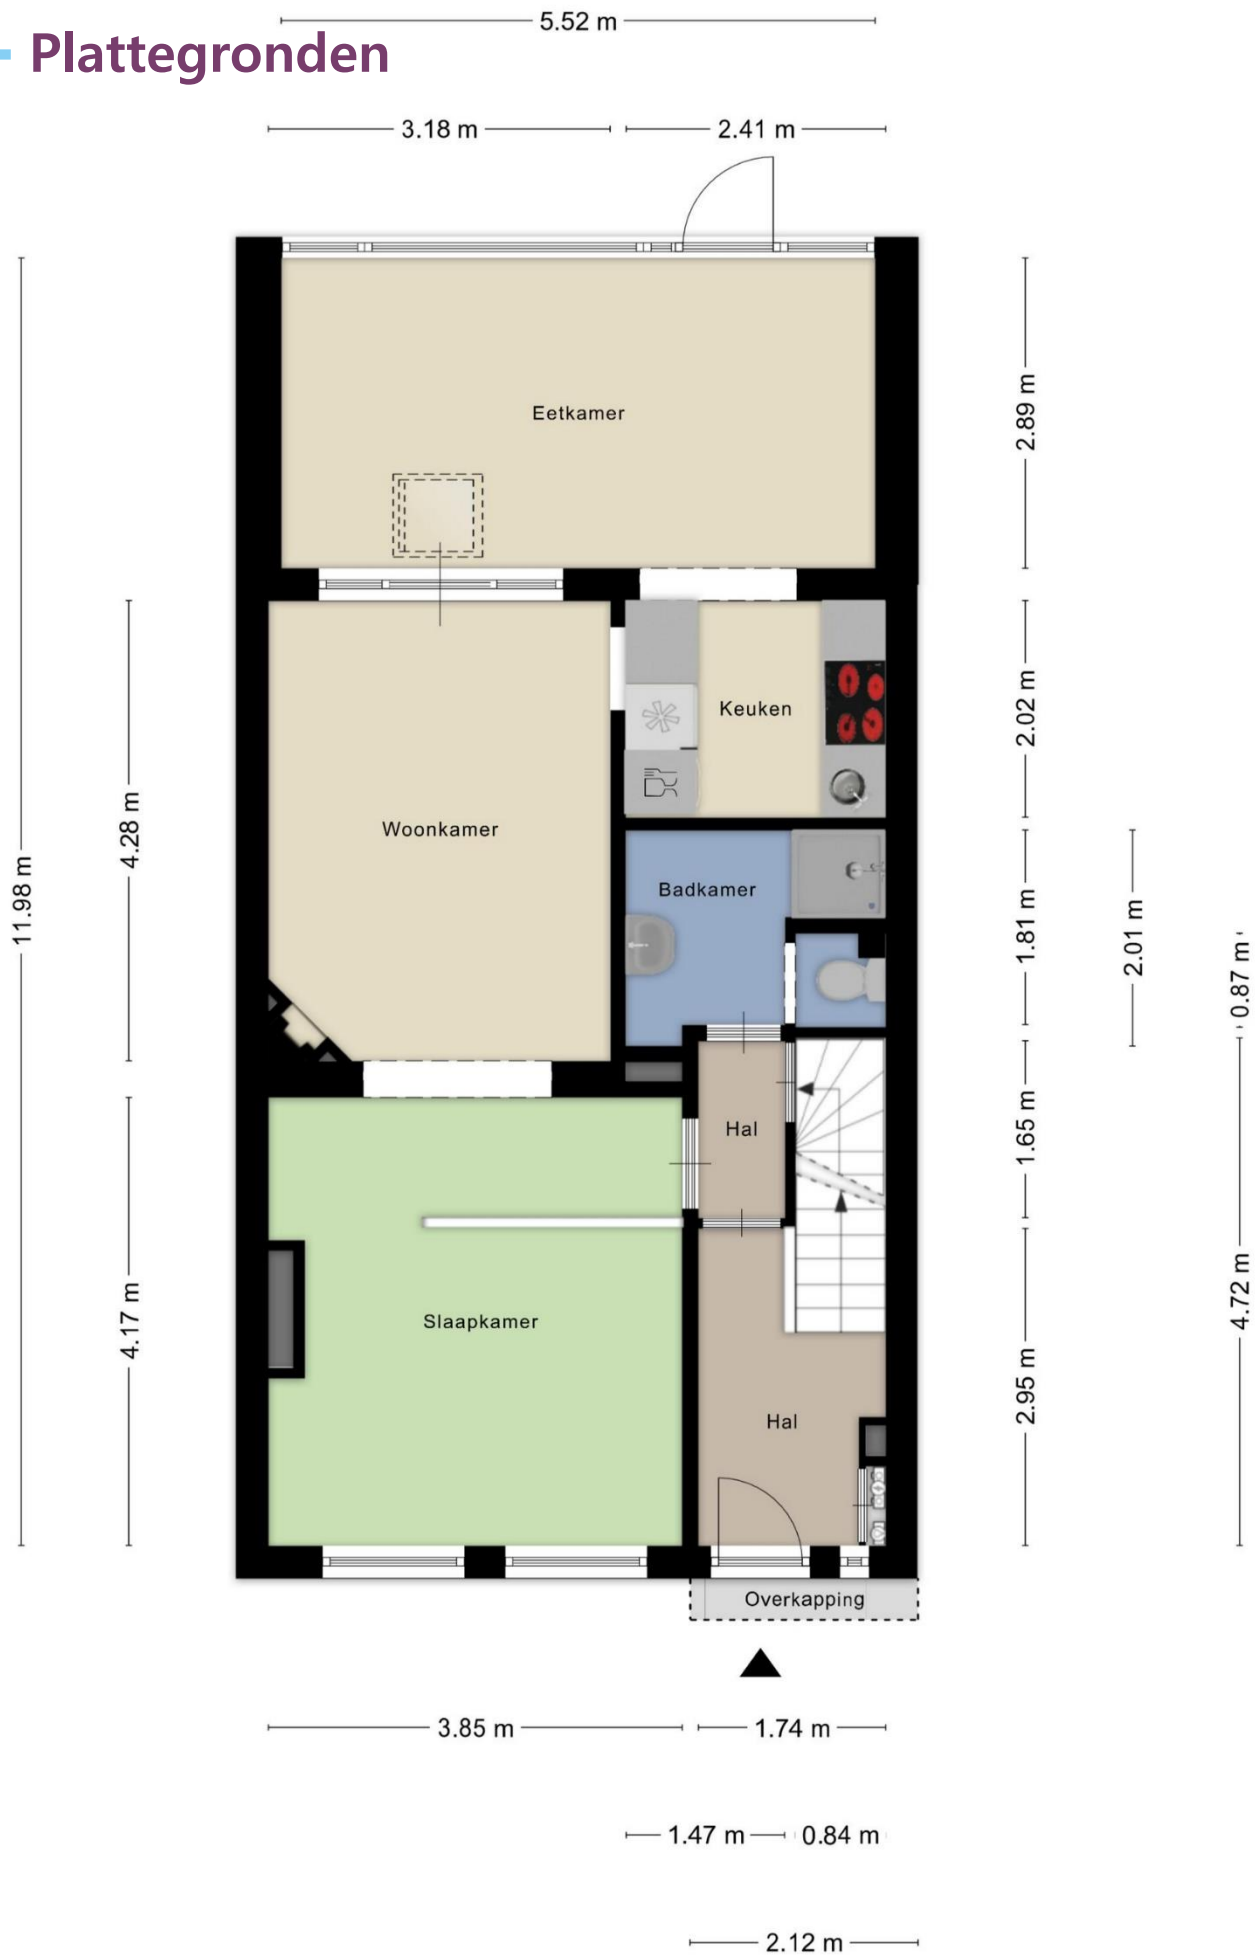 5.52 m
Plattegronden
3.18 m
2.41 m
Eetkamer
2.89 m
Keuken
2.02 m
Woonkamer
4.28 m
11.98 m
Badkamer
1.81 m
2.01 m
0.87 m
Hal
1.65 m
Slaapkamer
4.17 m
4.72 m
Hal
2.95 m
Overkapping
3.85 m
1.74 m
1.47 m
0.84 m
2.12 m